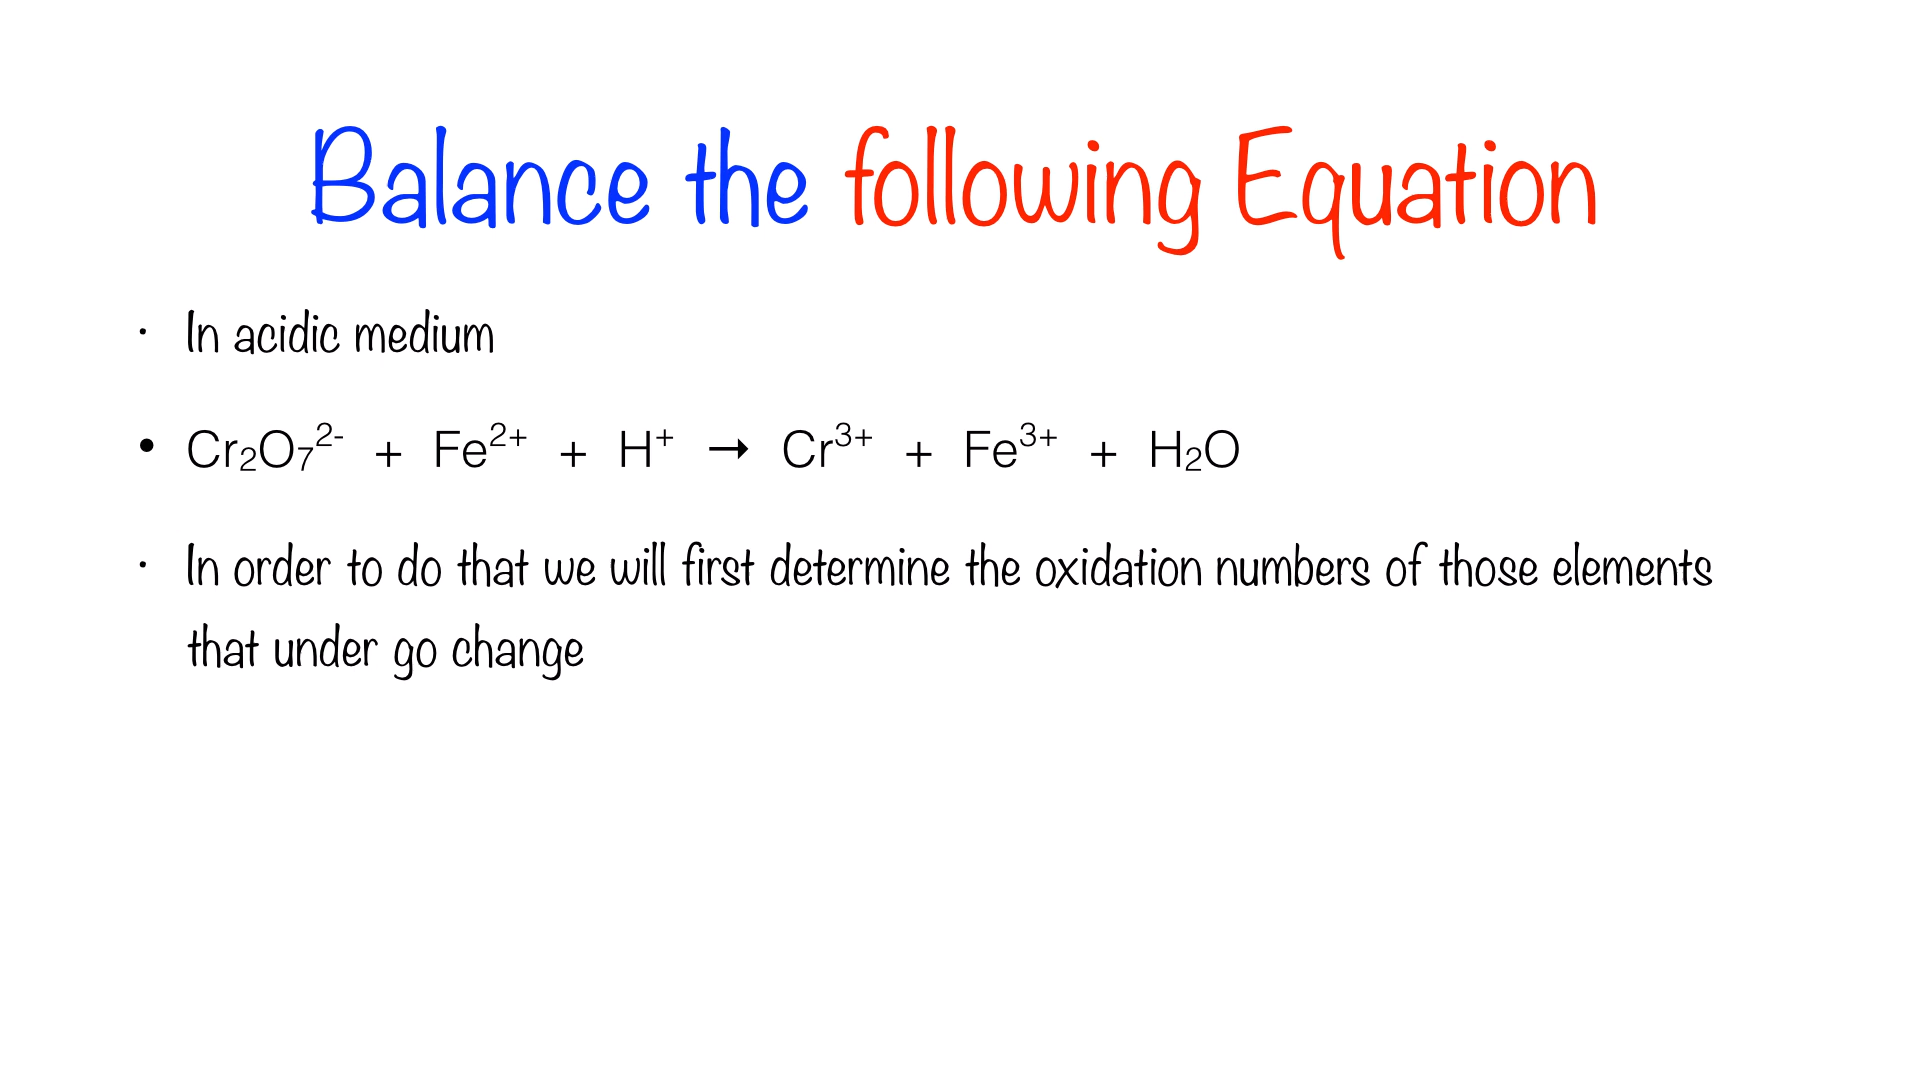 Balance the following Equation
• In acidic medium
• Cr₂O₇²⁻ + Fe²⁺ + H⁺ → Cr³⁺ + Fe³⁺ + H₂O
• In order to do that we will first determine the oxidation numbers of those elements
that under go change